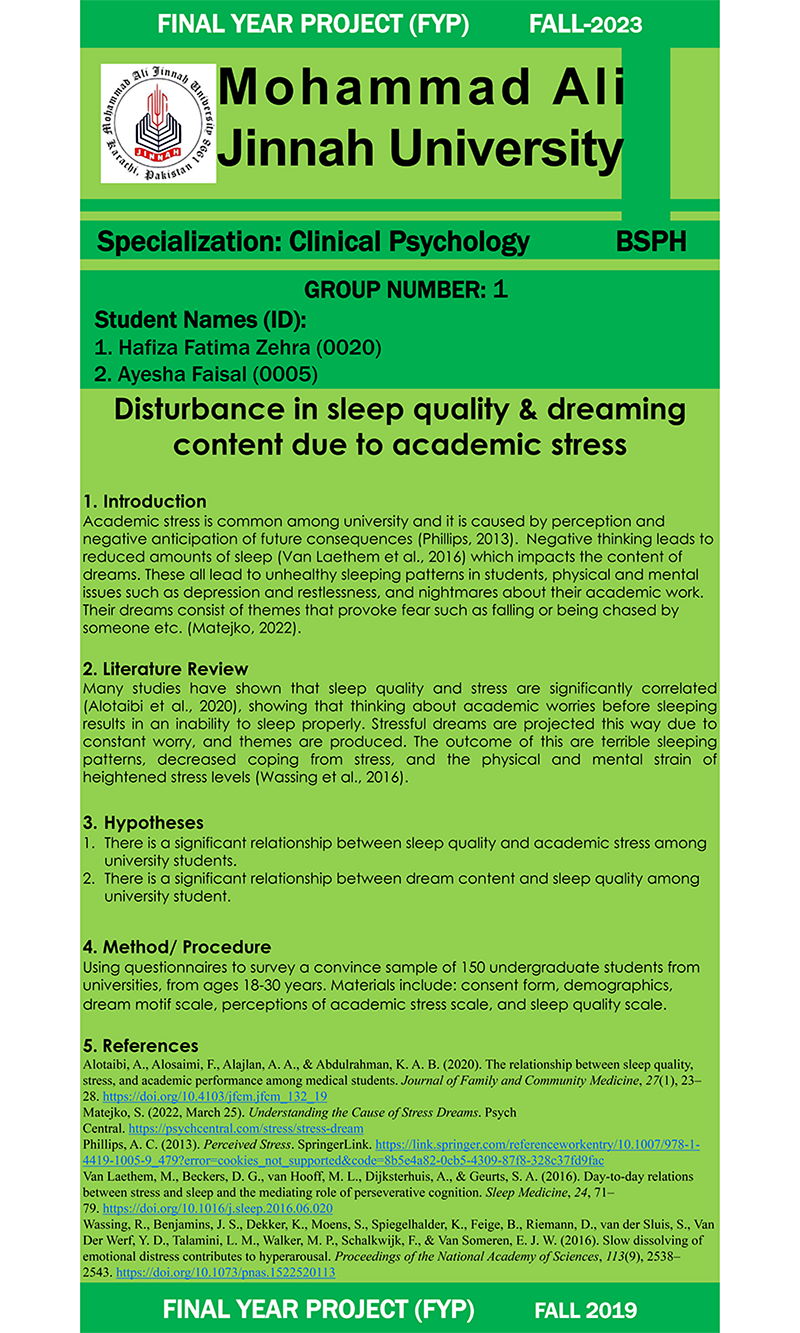 FINAL YEAR PROJECT (FYP) FALL-2023
Mohammad Ali Jinnah University 1998
Karachi, Pakistan
JINNAH
Mohammad Ali
Jinnah University
Specialization: Clinical Psychology BSPH
GROUP NUMBER: 1
Student Names (ID):
1. Hafiza Fatima Zehra (0020)
2. Ayesha Faisal (0005)
Disturbance in sleep quality & dreaming
content due to academic stress
1. Introduction
Academic stress is common among university and it is caused by perception and
negative anticipation of future consequences (Phillips, 2013). Negative thinking leads to
reduced amounts of sleep (Van Laethem et al., 2016) which impacts the content of
dreams. These all lead to unhealthy sleeping patterns in students, physical and mental
issues such as depression and restlessness, and nightmares about their academic work.
Their dreams consist of themes that provoke fear such as falling or being chased by
someone etc. (Matejko, 2022).
2. Literature Review
Many studies have shown that sleep quality and stress are significantly correlated
(Alotaibi et al., 2020), showing that thinking about academic worries before sleeping
results in an inability to sleep properly. Stressful dreams are projected this way due to
constant worry, and themes are produced. The outcome of this are terrible sleeping
patterns, decreased coping from stress, and the physical and mental strain of
heightened stress levels (Wassing et al., 2016).
3. Hypotheses
1. There is a significant relationship between sleep quality and academic stress among
university students.
2. There is a significant relationship between dream content and sleep quality among
university student.
4. Method/ Procedure
Using questionnaires to survey a convince sample of 150 undergraduate students from
universities, from ages 18-30 years. Materials include: consent form, demographics,
dream motif scale, perceptions of academic stress scale, and sleep quality scale.
5. References
Alotaibi, A., Alosaimi, F., Alajlan, A. A., & Abdulrahman, K. A. B. (2020). The relationship between sleep quality,
stress, and academic performance among medical students. Journal of Family and Community Medicine, 27(1), 23–
28. https://doi.org/10.4103/jfcm.jfcm_132_19
Matejko, S. (2022, March 25). Understanding the Cause of Stress Dreams. Psych
Central. https://psychcentral.com/stress/stress-dream
Phillips, A. C. (2013). Perceived Stress. SpringerLink. https://link.springer.com/referenceworkentry/10.1007/978-1-
4419-1005-9_479?error=cookies_not_supported&code=8b5e4a82-0cb5-4309-87f8-328c37fd9fac
Van Laethem, M., Beckers, D. G., van Hooff, M. L., Dijksterhuis, A., & Geurts, S. A. (2016). Day-to-day relations
between stress and sleep and the mediating role of perseverative cognition. Sleep Medicine, 24, 71–
79. https://doi.org/10.1016/j.sleep.2016.06.020
Wassing, R., Benjamins, J. S., Dekker, K., Moens, S., Spiegelhalder, K., Feige, B., Riemann, D., van der Sluis, S., Van
Der Werf, Y. D., Talamini, L. M., Walker, M. P., Schalkwijk, F., & Van Someren, E. J. W. (2016). Slow dissolving of
emotional distress contributes to hyperarousal. Proceedings of the National Academy of Sciences, 113(9), 2538–
2543. https://doi.org/10.1073/pnas.1522520113
FINAL YEAR PROJECT (FYP) FALL 2019